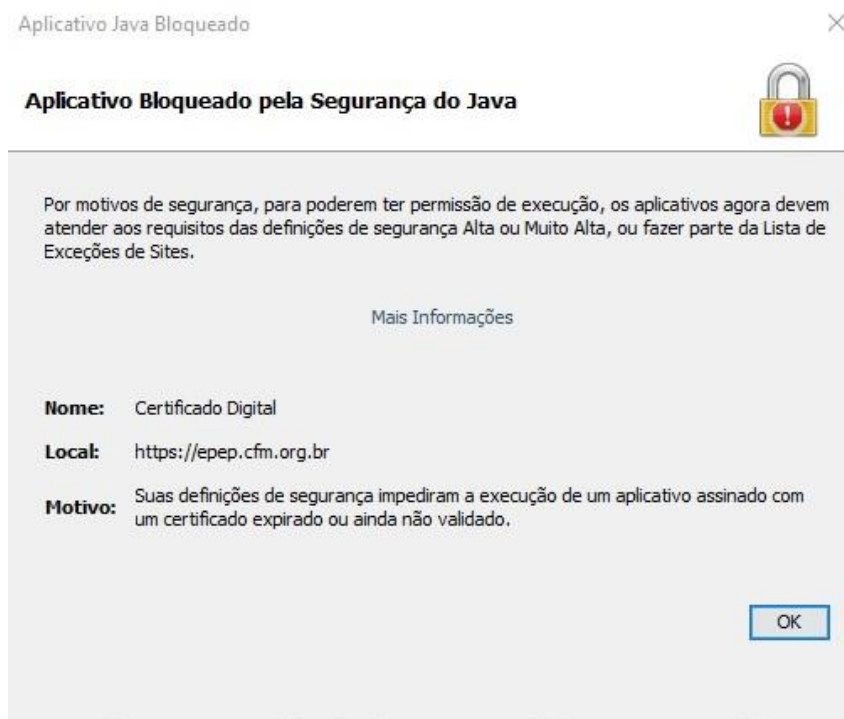 Aplicativo Java Bloqueado
Aplicativo Bloqueado pela Segurança do Java
Por motivos de segurança, para poderem ter permissão de execução, os aplicativos agora devem
atender aos requisitos das definições de segurança Alta ou Muito Alta, ou fazer parte da Lista de
Exceções de Sites.
Mais Informações
Nome: Certificado Digital
Local: https://epep.cfm.org.br
Motivo: Suas definições de segurança impediram a execução de um aplicativo assinado com
um certificado expirado ou ainda não validado.
OK